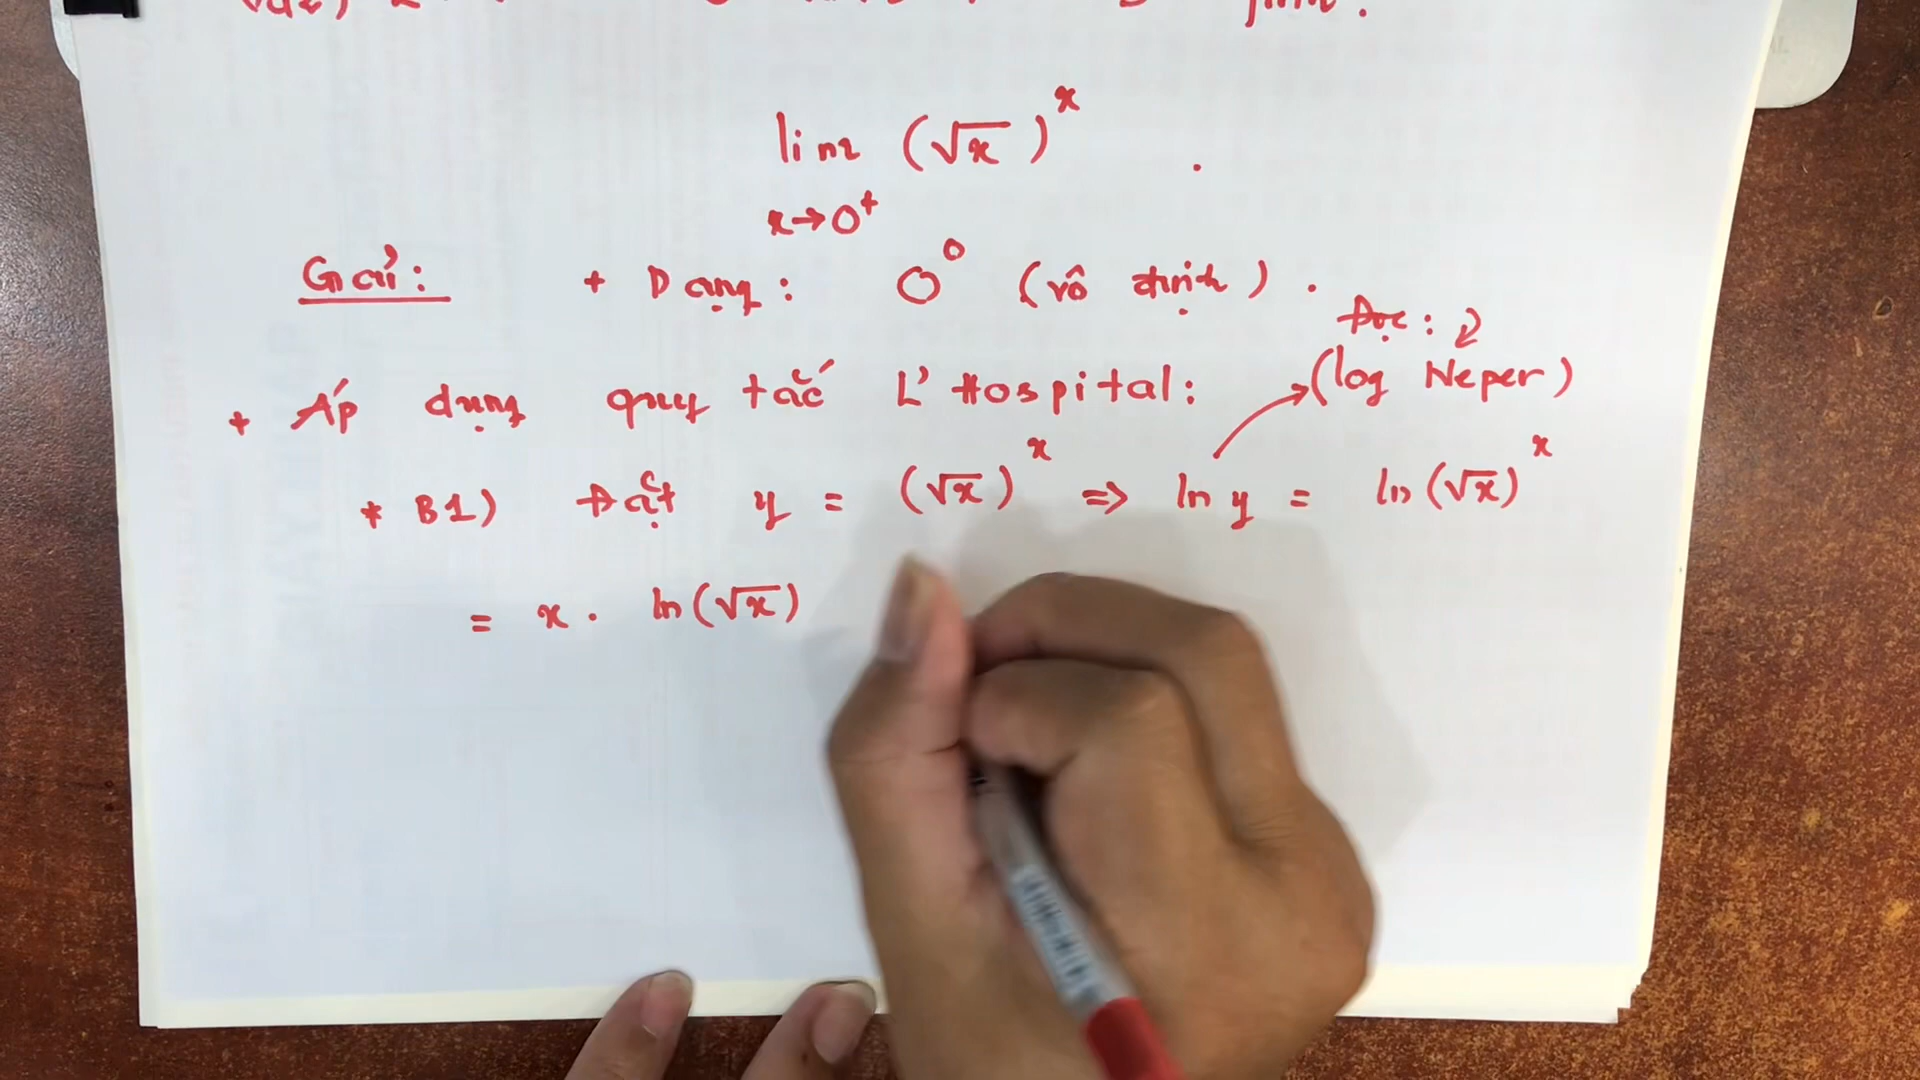 lim (√x)^x .
x→0⁺
Giải: + Dạng: 0⁰ (vô định) .
Đọc:
(log Neper)
+ Áp dụng quy tắc L'Hospital:
* B1) Đặt y = (√x)^x => ln y = ln(√x)^x
= x . ln(√x)